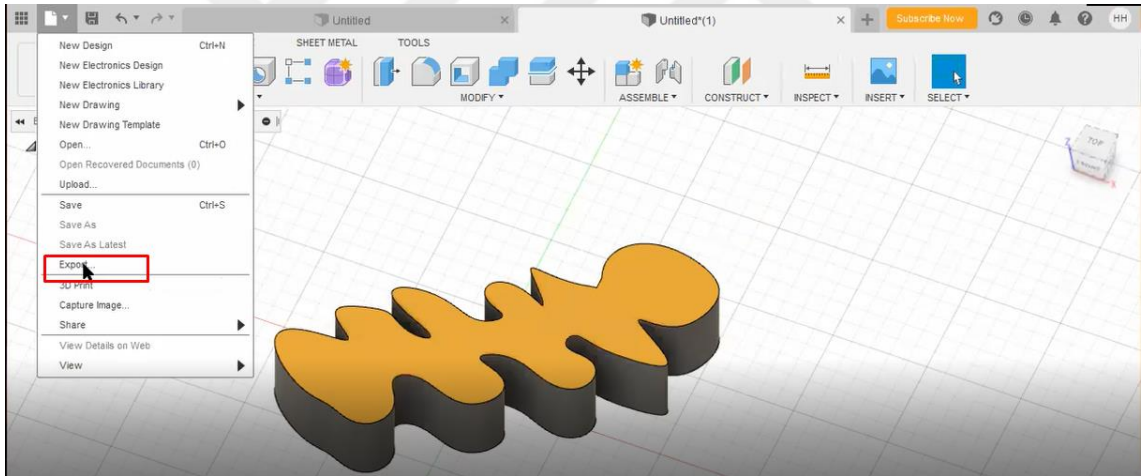 Untitled
Untitled*(1)
Subscribe Now
HH
SHEET METAL
TOOLS
MODIFY
ASSEMBLE
CONSTRUCT
INSPECT
INSERT
SELECT
New Design Ctrl+N
New Electronics Design
New Electronics Library
New Drawing
New Drawing Template
Open... Ctrl+O
Open Recovered Documents (0)
Upload...
Save Ctrl+S
Save As
Save As Latest
Export...
3D Print
Capture Image...
Share
View Details on Web
View
TOP
Z
X